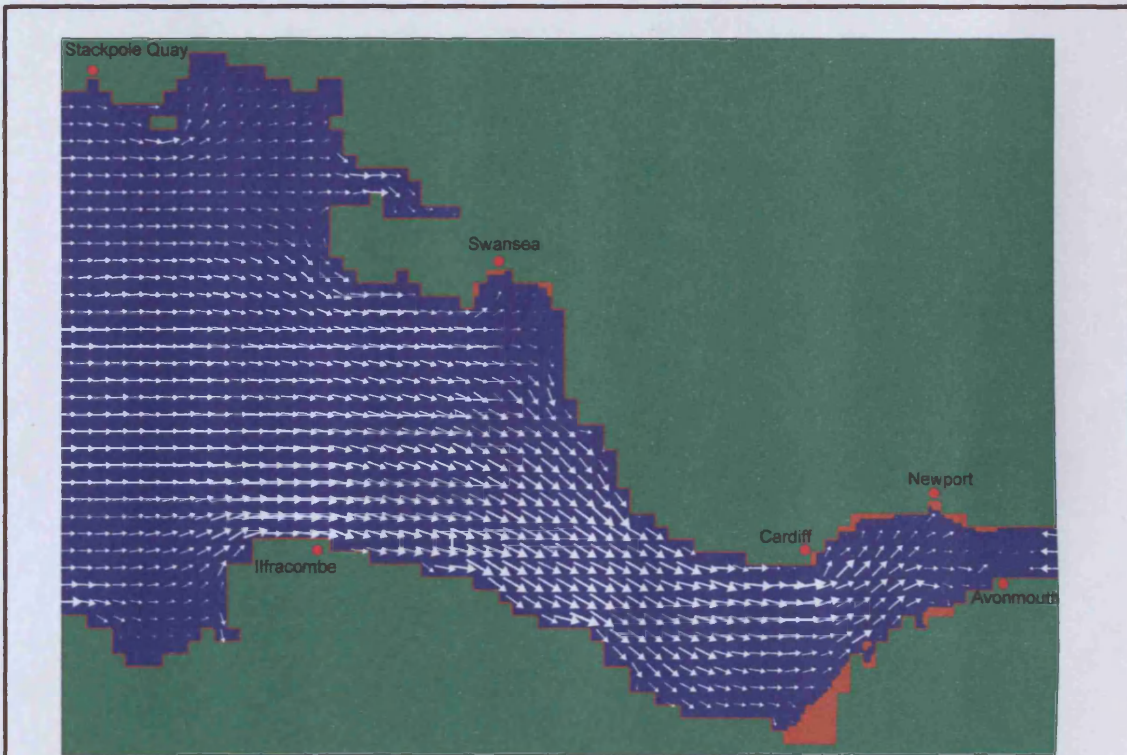 Stackpole Quay
Swansea
Newport
Cardiff
Ilfracombe
Avonmouth